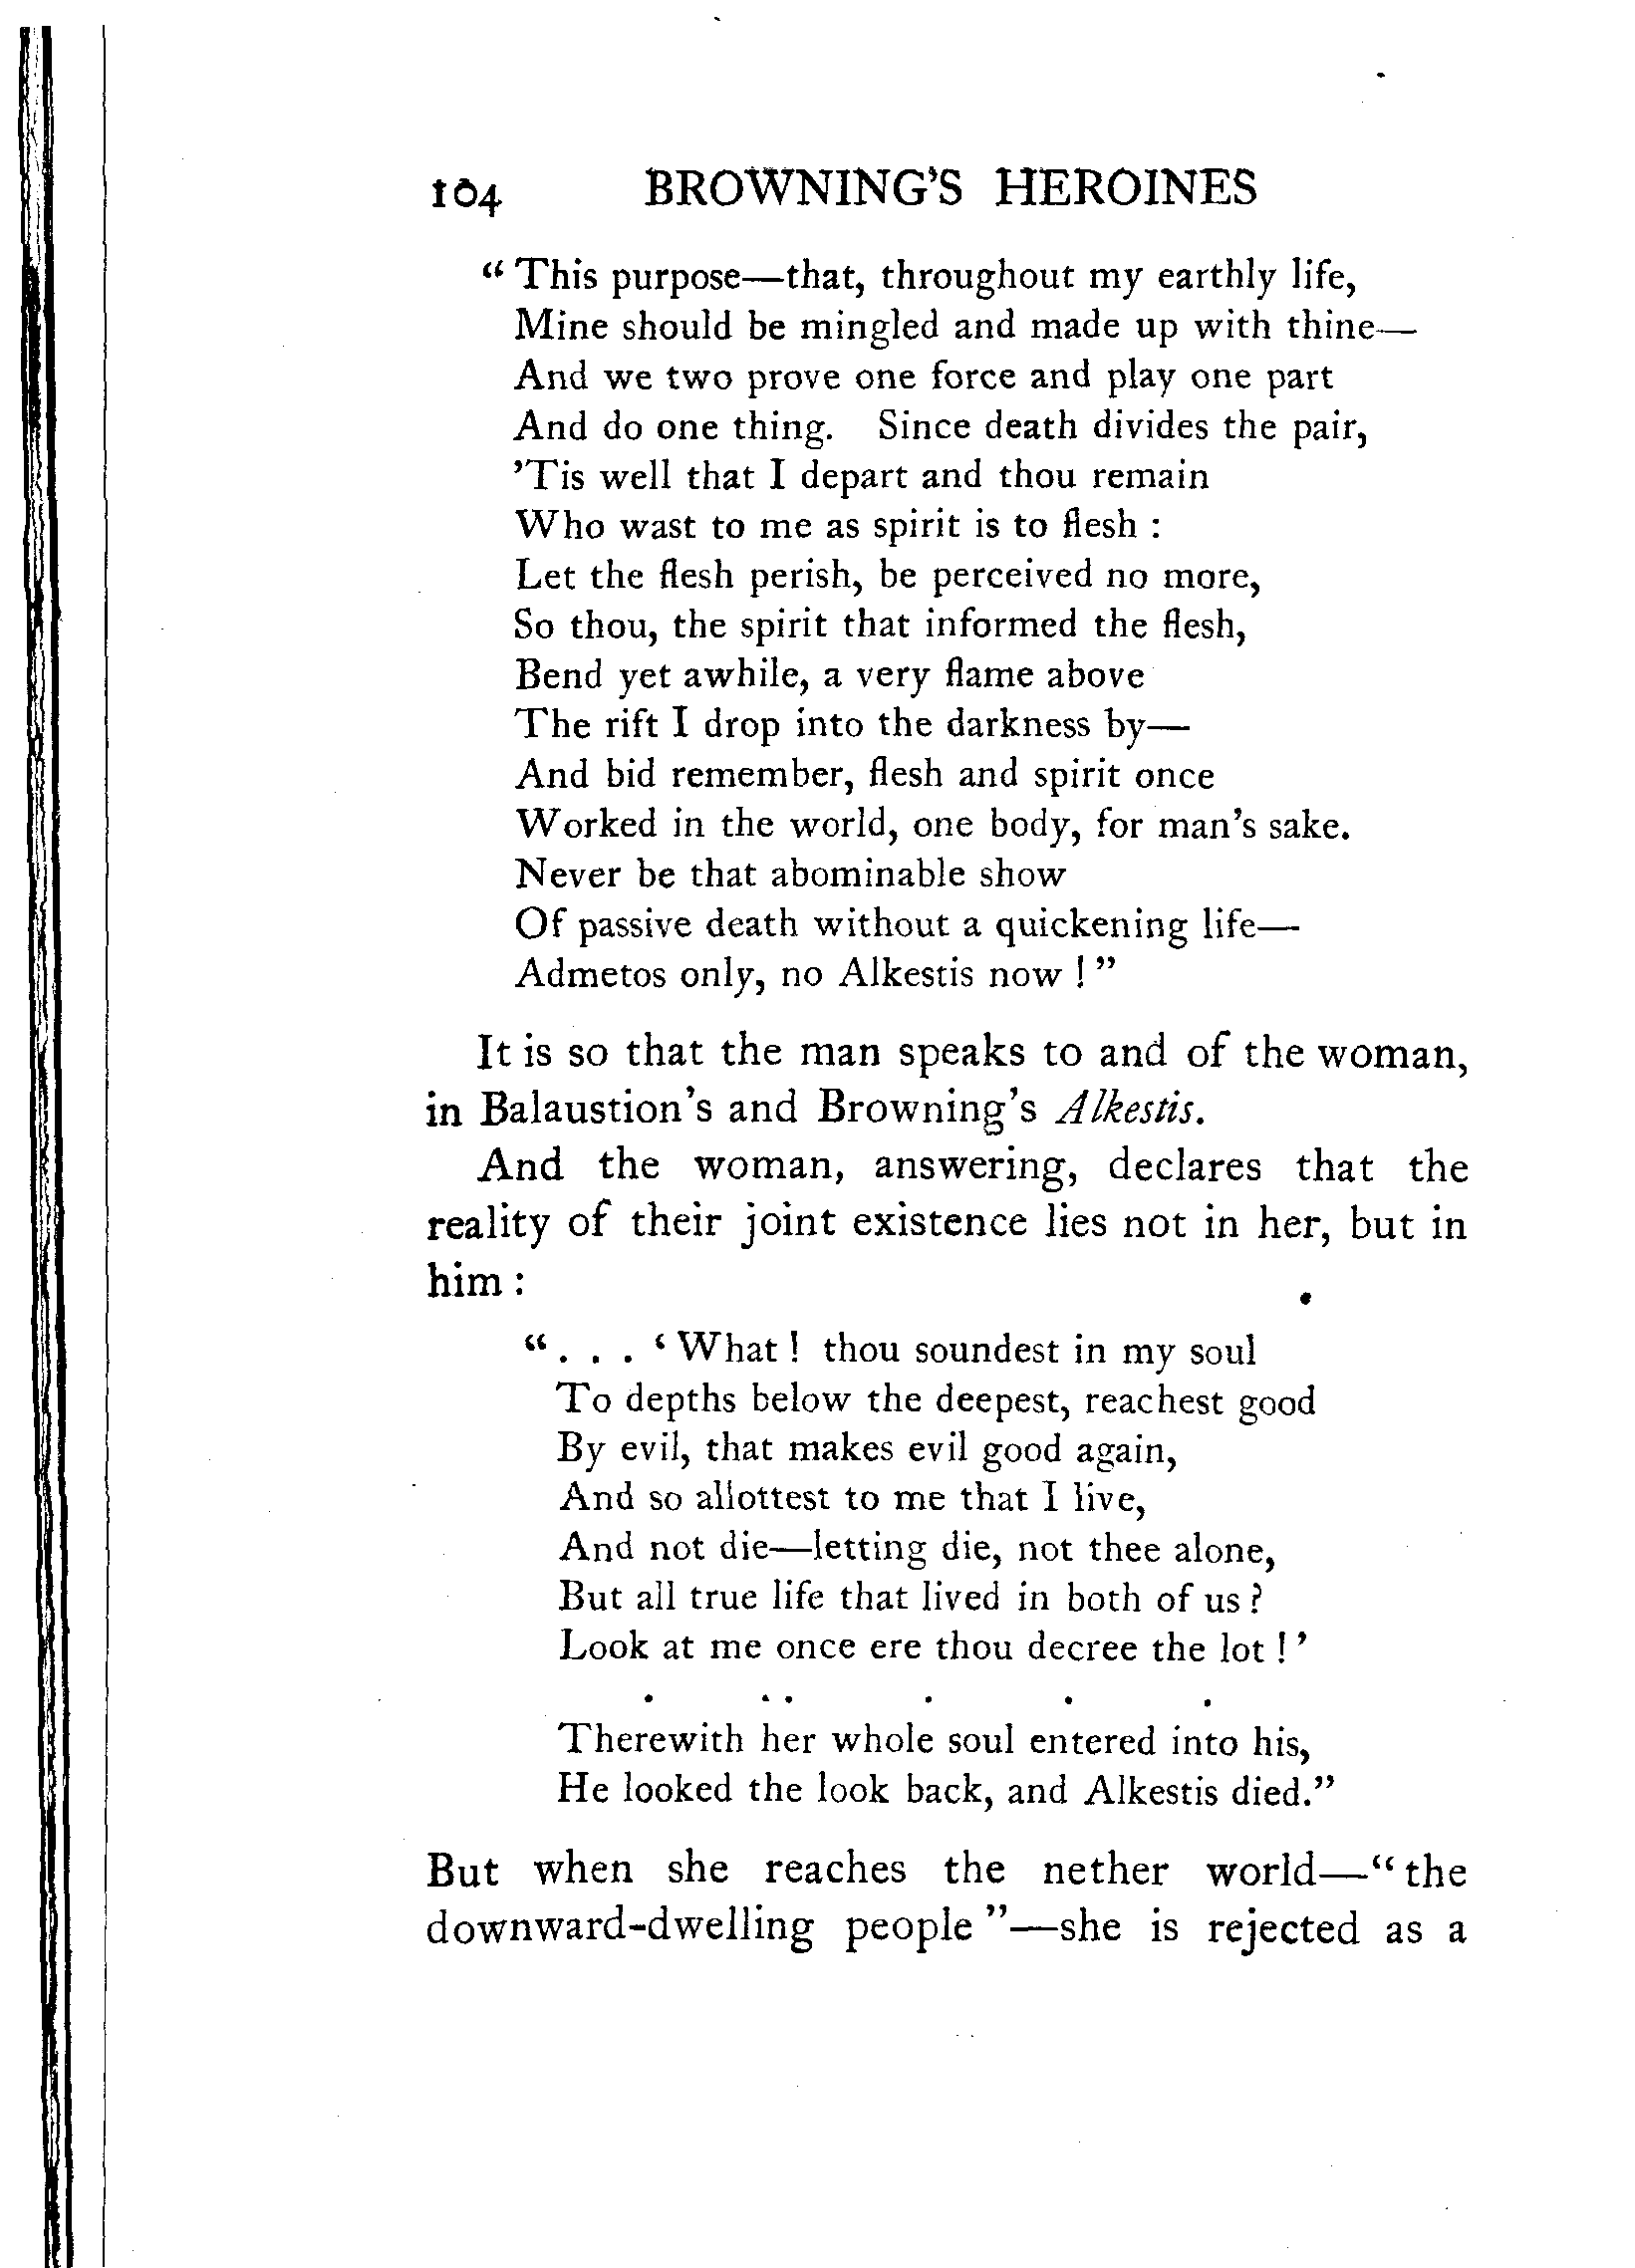 104 BROWNING'S HEROINES
“ This purpose—that, throughout my earthly life,
Mine should be mingled and made up with thine—
And we two prove one force and play one part
And do one thing. Since death divides the pair,
’Tis well that I depart and thou remain
Who wast to me as spirit is to flesh :
Let the flesh perish, be perceived no more,
So thou, the spirit that informed the flesh,
Bend yet awhile, a very flame above
The rift I drop into the darkness by—
And bid remember, flesh and spirit once
Worked in the world, one body, for man’s sake.
Never be that abominable show
Of passive death without a quickening life—
Admetos only, no Alkestis now ! ”
It is so that the man speaks to and of the woman,
in Balaustion’s and Browning’s Alkestis.
And the woman, answering, declares that the
reality of their joint existence lies not in her, but in
him :
“ . . . ‘ What ! thou soundest in my soul
To depths below the deepest, reachest good
By evil, that makes evil good again,
And so allottest to me that I live,
And not die—letting die, not thee alone,
But all true life that lived in both of us ?
Look at me once ere thou decree the lot ! ’
. . . . .
Therewith her whole soul entered into his,
He looked the look back, and Alkestis died.”
But when she reaches the nether world—“ the
downward-dwelling people ”—she is rejected as a